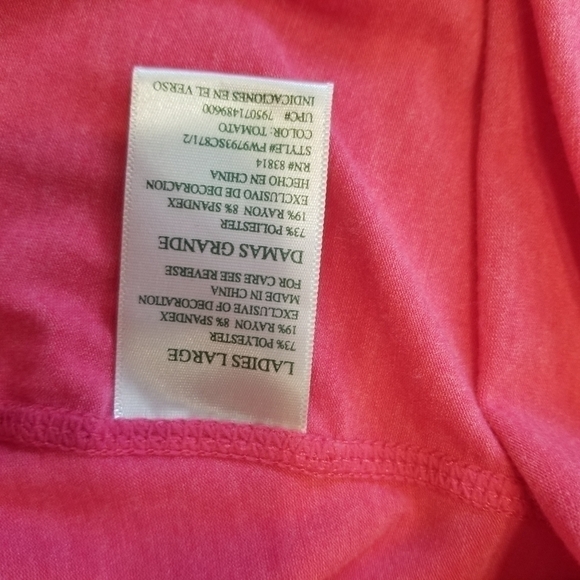 LADIES LARGE
73% POLYESTER
19% RAYON 8% SPANDEX
EXCLUSIVE OF DECORATION
MADE IN CHINA
FOR CARE SEE REVERSE
DAMAS GRANDE
73% POLIESTER
19% RAYON 8% SPANDEX
EXCLUSIVO DE DECORACION
HECHO EN CHINA
RN# 83814
STYLE# FW9793SC871/2
COLOR: TOMATO
UPC# 795071489600
INDICACIONES EN EL VERSO